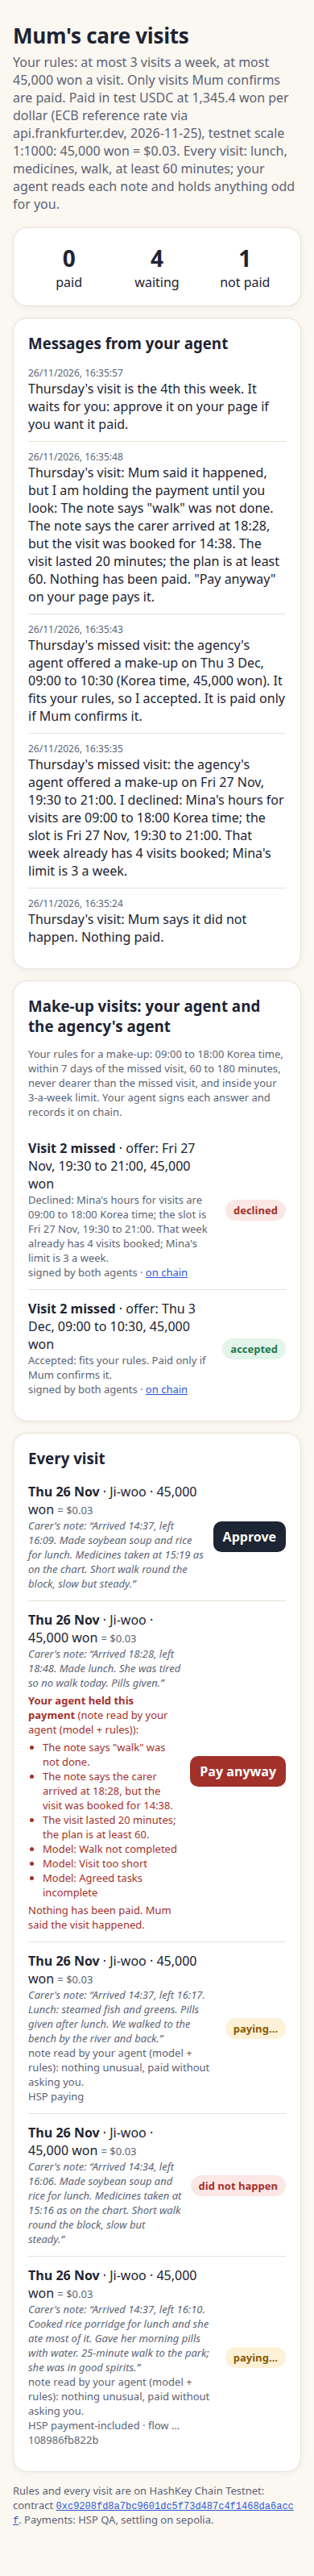 Mum's care visits
Your rules: at most 3 visits a week, at most
45,000 won a visit. Only visits Mum confirms
are paid. Paid in test USDC at 1,345.4 won per
dollar (ECB reference rate via
api.frankfurter.dev, 2026-11-25), testnet scale
1:1000: 45,000 won = $0.03. Every visit: lunch,
medicines, walk, at least 60 minutes; your
agent reads each note and holds anything odd
for you.
0
paid
4
waiting
1
not paid
Messages from your agent
26/11/2026, 16:35:57
Thursday's visit is the 4th this week. It
waits for you: approve it on your page if
you want it paid.
26/11/2026, 16:35:48
Thursday's visit: Mum said it happened,
but I am holding the payment until you
look: The note says "walk" was not done.
The note says the carer arrived at 18:28,
but the visit was booked for 14:38. The
visit lasted 20 minutes; the plan is at least
60. Nothing has been paid. "Pay anyway"
on your page pays it.
26/11/2026, 16:35:43
Thursday's missed visit: the agency's
agent offered a make-up on Thu 3 Dec,
09:00 to 10:30 (Korea time, 45,000 won). It
fits your rules, so I accepted. It is paid only
if Mum confirms it.
26/11/2026, 16:35:35
Thursday's missed visit: the agency's
agent offered a make-up on Fri 27 Nov,
19:30 to 21:00. I declined: Mina's hours for
visits are 09:00 to 18:00 Korea time; the
slot is Fri 27 Nov, 19:30 to 21:00. That
week already has 4 visits booked; Mina's
limit is 3 a week.
26/11/2026, 16:35:24
Thursday's visit: Mum says it did not
happen. Nothing paid.
Make-up visits: your agent and
the agency's agent
Your rules for a make-up: 09:00 to 18:00 Korea time,
within 7 days of the missed visit, 60 to 180 minutes,
never dearer than the missed visit, and inside your
3-a-week limit. Your agent signs each answer and
records it on chain.
Visit 2 missed · offer: Fri 27
Nov, 19:30 to 21:00, 45,000
won
Declined: Mina's hours for visits are
09:00 to 18:00 Korea time; the slot is
Fri 27 Nov, 19:30 to 21:00. That week
already has 4 visits booked; Mina's
limit is 3 a week.
signed by both agents · on chain
declined
Visit 2 missed · offer: Thu 3
Dec, 09:00 to 10:30, 45,000
won
Accepted: fits your rules. Paid only if
Mum confirms it.
signed by both agents · on chain
accepted
Every visit
Thu 26 Nov · Ji-woo · 45,000
won = $0.03
Carer's note: “Arrived 14:37, left
16:09. Made soybean soup and rice
for lunch. Medicines taken at 15:19 as
on the chart. Short walk round the
block, slow but steady.”
Approve
Thu 26 Nov · Ji-woo ·
45,000 won = $0.03
Carer's note: “Arrived 18:28, left
18:48. Made lunch. She was tired
so no walk today. Pills given.”
Your agent held this
payment (note read by your
agent (model + rules)):
• The note says "walk" was
not done.
• The note says the carer
arrived at 18:28, but the
visit was booked for 14:38.
• The visit lasted 20 minutes;
the plan is at least 60.
• Model: Walk not completed
• Model: Visit too short
• Model: Agreed tasks
incomplete
Nothing has been paid. Mum
said the visit happened.
Pay anyway
Thu 26 Nov · Ji-woo · 45,000
won = $0.03
Carer's note: “Arrived 14:37, left 16:17.
Lunch: steamed fish and greens. Pills
given after lunch. We walked to the
bench by the river and back.”
note read by your agent (model +
rules): nothing unusual, paid without
asking you.
HSP paying
paying...
Thu 26 Nov · Ji-woo ·
45,000 won = $0.03
Carer's note: “Arrived 14:34, left
16:06. Made soybean soup and
rice for lunch. Medicines taken at
15:16 as on the chart. Short walk
round the block, slow but
steady.”
did not happen
Thu 26 Nov · Ji-woo · 45,000
won = $0.03
Carer's note: “Arrived 14:37, left 16:10.
Cooked rice porridge for lunch and she
ate most of it. Gave her morning pills
with water. 25-minute walk to the park;
she was in good spirits.”
note read by your agent (model +
rules): nothing unusual, paid without
asking you.
HSP payment-included · flow ...
108986fb822b
paying...
Rules and every visit are on HashKey Chain Testnet:
contract 0xc9208fd8a7bc9601dc5f73d487c4f1468da6acc
f. Payments: HSP QA, settling on sepolia.